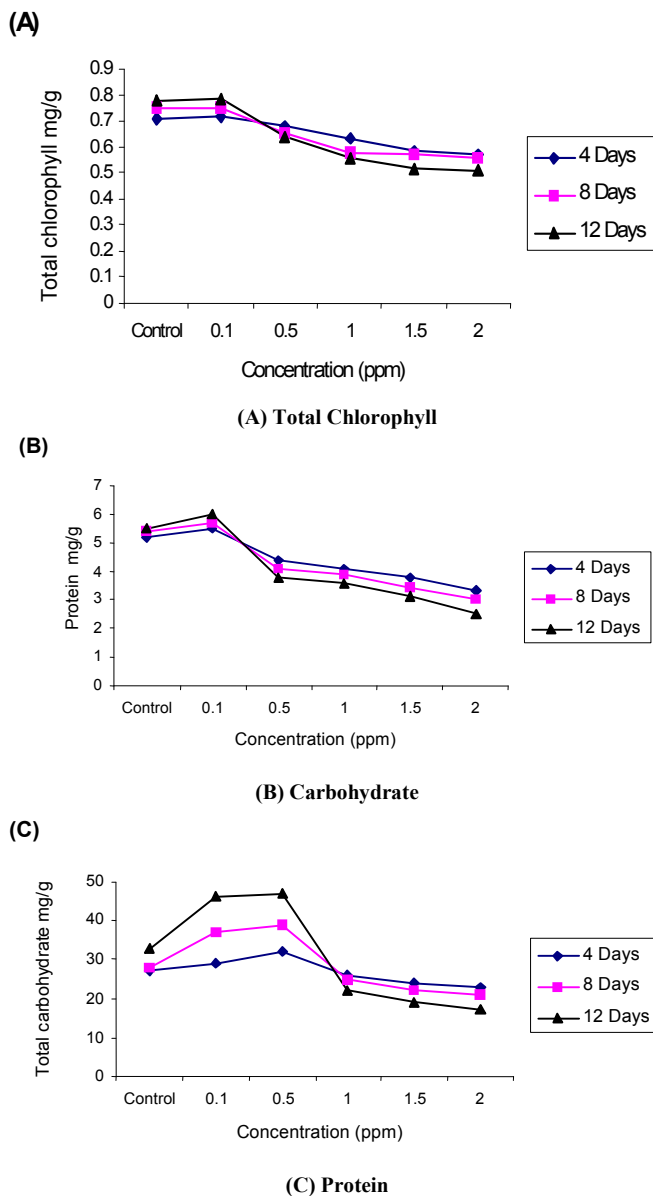 (A)
0.9
0.8
0.7
0.6
0.5
0.4
0.3
0.2
0.1
0
Total chlorophyll mg/g
Control 0.1 0.5 1 1.5 2
Concentration (ppm)
4 Days
8 Days
12 Days
(A) Total Chlorophyll
(B)
7
6
5
4
3
2
1
0
Protein mg/g
Control 0.1 0.5 1 1.5 2
Concentration (ppm)
4 Days
8 Days
12 Days
(B) Carbohydrate
(C)
50
40
30
20
10
0
Total carbohydrate mg/g
Control 0.1 0.5 1 1.5 2
Concentration (ppm)
4 Days
8 Days
12 Days
(C) Protein